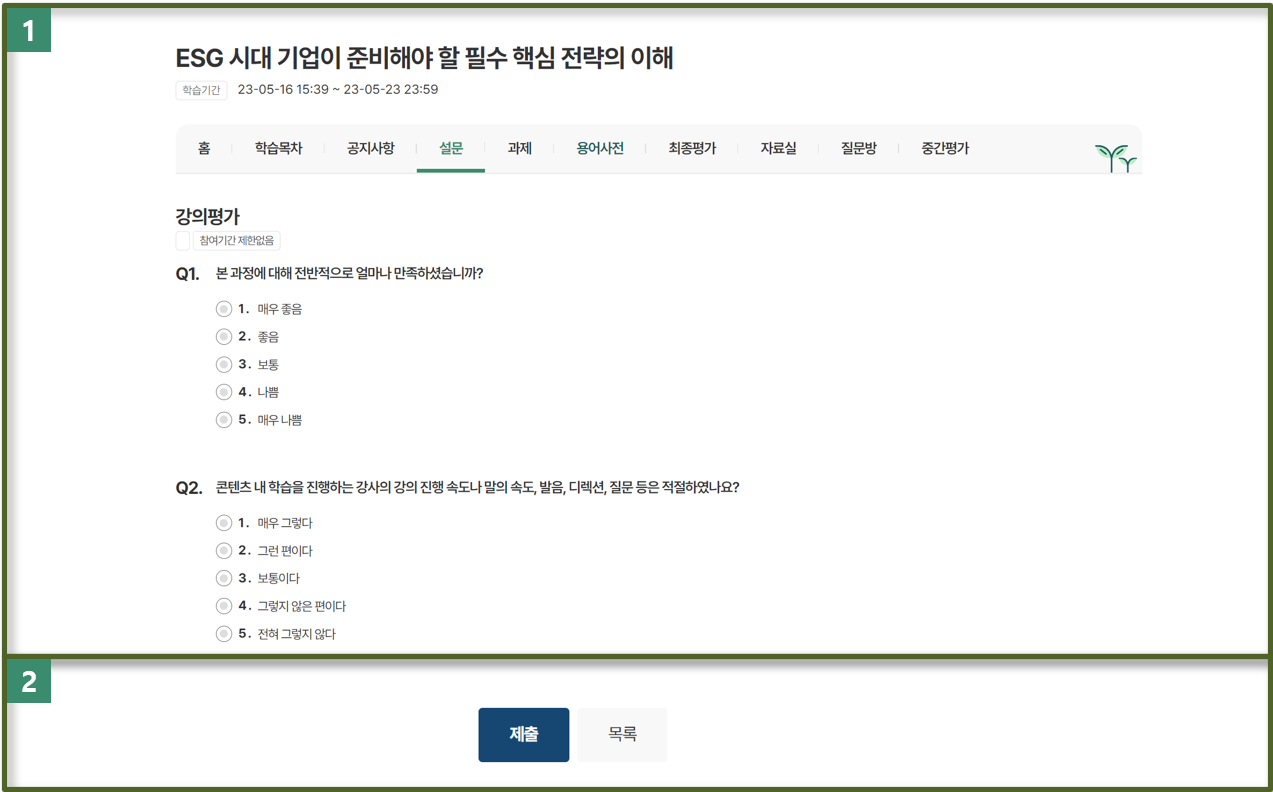 1
ESG 시대 기업이 준비해야 할 필수 핵심 전략의 이해
학습기간 23-05-16 15:39 ~ 23-05-23 23:59
홈 학습목차 공지사항 설문 과제 용어사전 최종평가 자료실 질문방 중간평가
강의평가
참여기간 제한없음
Q1. 본 과정에 대해 전반적으로 얼마나 만족하셨습니까?
1. 매우 좋음
2. 좋음
3. 보통
4. 나쁨
5. 매우 나쁨
Q2. 콘텐츠 내 학습을 진행하는 강사의 강의 진행 속도나 말의 속도, 발음, 디렉션, 질문 등은 적절하였나요?
1. 매우 그렇다
2. 그런 편이다
3. 보통이다
4. 그렇지 않은 편이다
5. 전혀 그렇지 않다
2
제출 목록